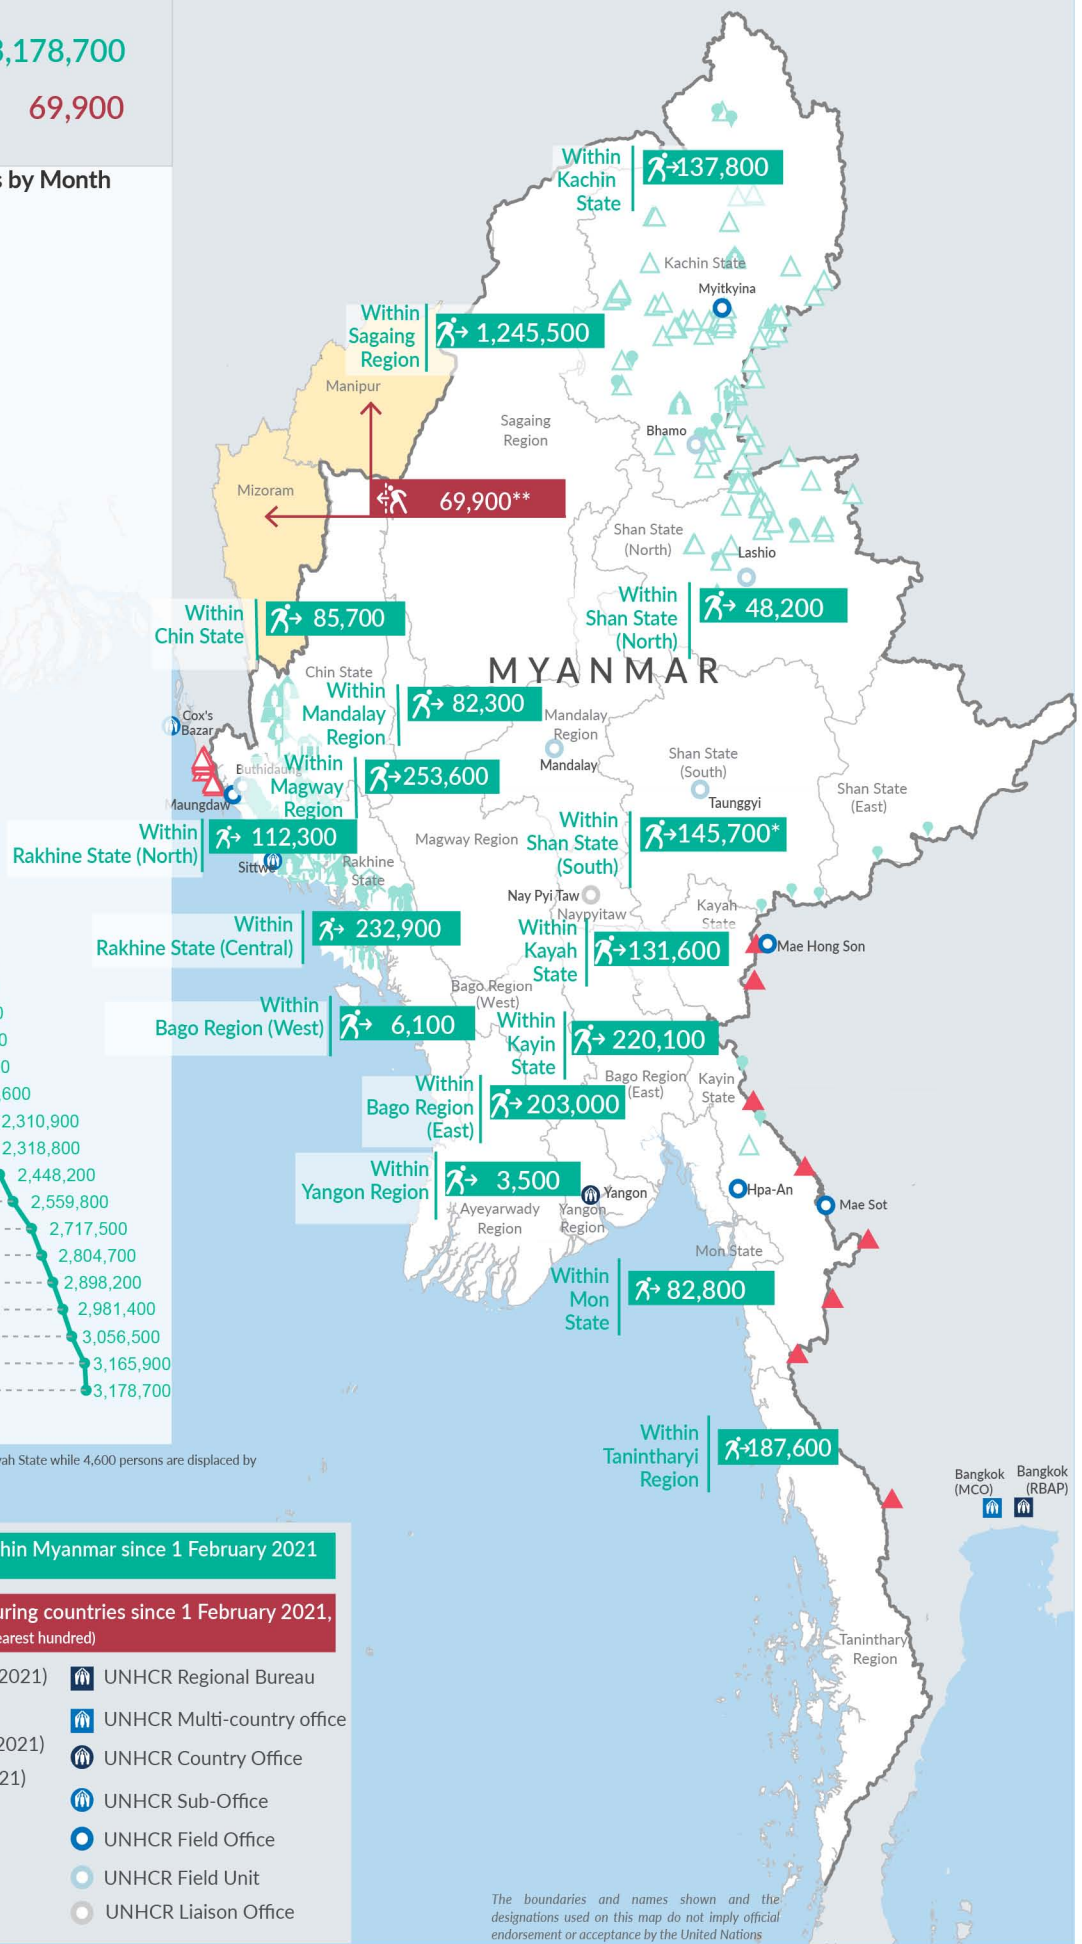 3,178,700
69,900
s by Month
Within
Kachin
State
137,800
Kachin State
Myitkyina
Within
Sagaing
Region
1,245,500
Manipur
Sagaing
Region
Bhamo
Mizoram
69,900**
Shan State
(North)
Lashio
Within
Shan State
(North)
48,200
Within
Chin State
85,700
MYANMAR
Chin State
Within
Mandalay
Region
82,300
Mandalay
Region
Mandalay
Cox's
Bazar
Buthidaung
Maungdaw
Within
Magway
Region
253,600
Shan State
(South)
Taunggyi
Shan State
(East)
Within
Rakhine State (North)
112,300
Sittwe
Rakhine
State
Magway Region
Within
Shan State
(South)
145,700*
Nay Pyi Taw
Naypyitaw
Kayah
State
Within
Rakhine State (Central)
232,900
Within
Kayah
State
131,600
Mae Hong Son
Bago Region
(West)
Within
Bago Region (West)
6,100
Within
Kayin
State
220,100
Within
Bago Region
(East)
203,000
Bago Region
(East)
Kayin
State
Within
Yangon Region
3,500
Yangon
Ayeyarwady
Region
Yangon
Region
Hpa-An
Mae Sot
Mon State
Within
Mon
State
82,800
0
0
0
,600
2,310,900
2,318,800
2,448,200
2,559,800
2,717,500
2,804,700
2,898,200
2,981,400
3,056,500
3,165,900
3,178,700
yah State while 4,600 persons are displaced by
Within
Tanintharyi
Region
187,600
Bangkok
(MCO)
Bangkok
(RBAP)
Tanintharyi
Region
hin Myanmar since 1 February 2021
uring countries since 1 February 2021,
earest hundred)
2021)
UNHCR Regional Bureau
UNHCR Multi-country office
2021)
UNHCR Country Office
21)
UNHCR Sub-Office
UNHCR Field Office
UNHCR Field Unit
UNHCR Liaison Office
The boundaries and names shown and the
designations used on this map do not imply official
endorsement or acceptance by the United Nations